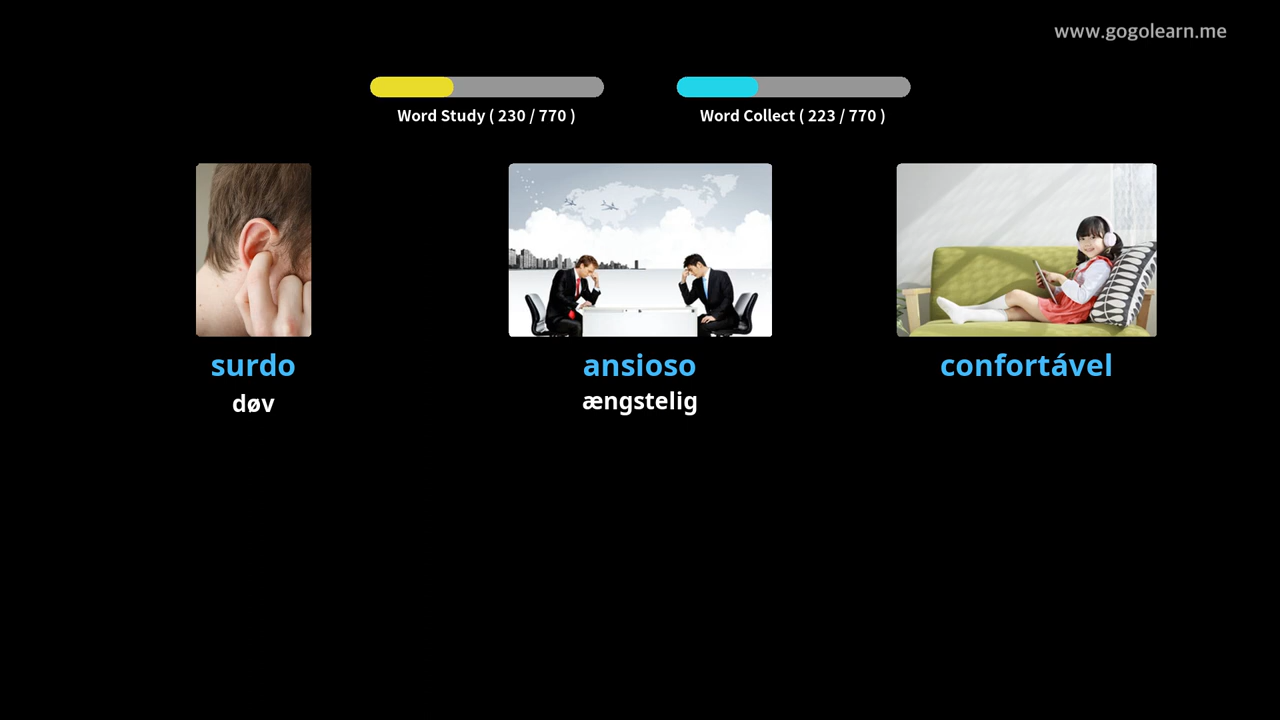 www.gogolearn.me
Word Study ( 230 / 770 )
Word Collect ( 223 / 770 )
surdo
døv
ansioso
ængstelig
confortável